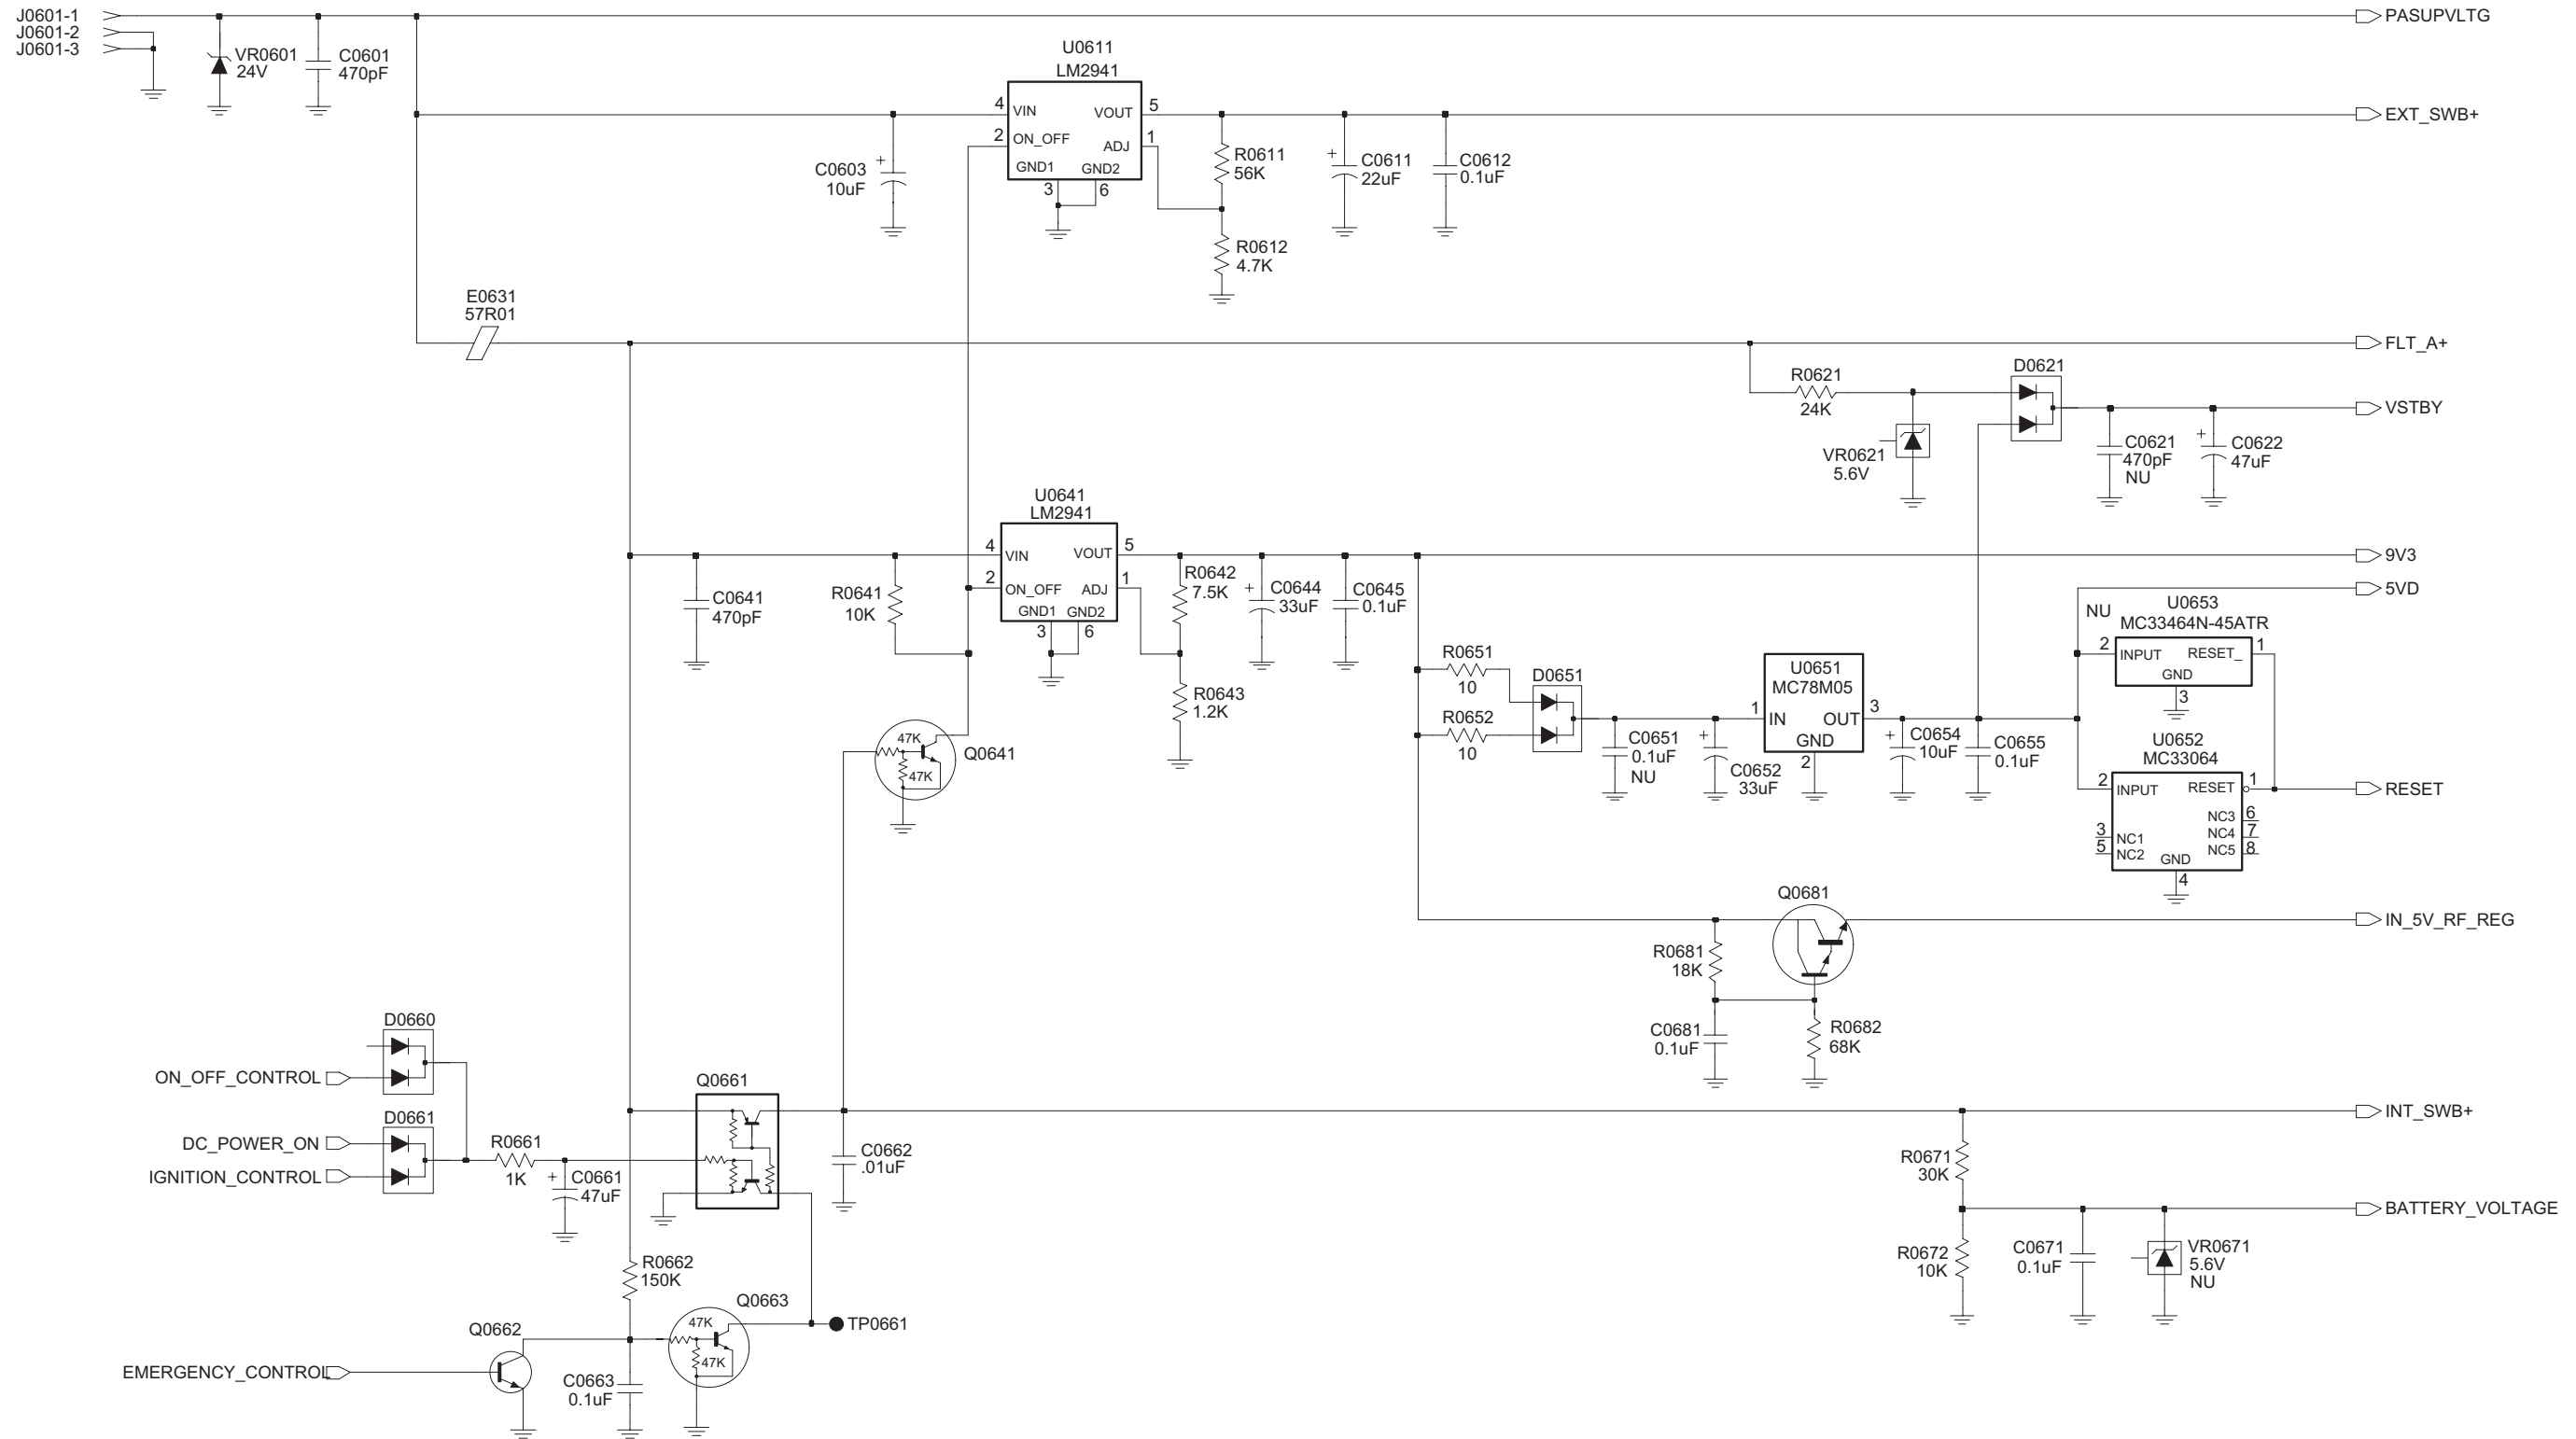 J0601-1
J0601-2
J0601-3
VR0601
24V
C0601
470pF
PASUPVLTG
U0611
LM2941
4
VIN
VOUT
5
2
ON_OFF
ADJ
1
GND1
GND2
3
6
C0603
+
10uF
R0611
56K
R0612
4.7K
+
C0611
22uF
C0612
0.1uF
EXT_SWB+
E0631
57R01
FLT_A+
R0621
24K
VR0621
5.6V
D0621
C0621
470pF
NU
+
C0622
47uF
VSTBY
U0641
LM2941
4
VIN
VOUT
5
2
ON_OFF
ADJ
1
GND1
GND2
3
6
C0641
470pF
R0641
10K
R0642
7.5K
R0643
1.2K
+
C0644
33uF
C0645
0.1uF
9V3
5VD
47K
47K
Q0641
R0651
10
R0652
10
D0651
C0651
0.1uF
NU
+
C0652
33uF
U0651
MC78M05
1
IN
OUT
3
GND
2
+
C0654
10uF
C0655
0.1uF
NU
U0653
MC33464N-45ATR
2
INPUT
RESET_
1
GND
3
U0652
MC33064
2
INPUT
RESET
1
NC3
6
NC4
7
NC5
8
3
NC1
5
NC2
GND
4
RESET
Q0681
IN_5V_RF_REG
R0681
18K
C0681
0.1uF
R0682
68K
D0660
ON_OFF_CONTROL
D0661
DC_POWER_ON
IGNITION_CONTROL
R0661
1K
+
C0661
47uF
Q0661
C0662
.01uF
INT_SWB+
R0671
30K
R0672
10K
C0671
0.1uF
VR0671
5.6V
NU
BATTERY_VOLTAGE
R0662
150K
Q0663
47K
47K
TP0661
Q0662
EMERGENCY_CONTROL
C0663
0.1uF